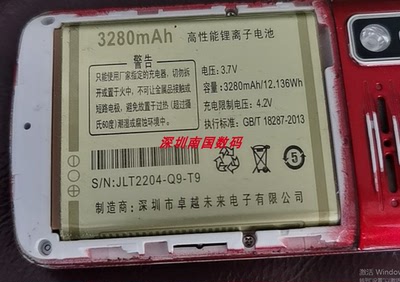 3280mAh 高性能锂离子电池
警告
只能使用厂家指定的充电器，切勿拆
开或置于火中，不可让金属品接触或
短路电极，避免放置于过热（超过摄
氏60度）潮湿或腐蚀环境中。
电压：3.7V
容量：3280mAh/12.136Wh
充电限制电压：4.2V
执行标准：GB/T 18287-2013
深圳南国数码
S/N:JLT2204-Q9-T9
5
制造商：深圳市卓越未来电子有限公司
激活 Window